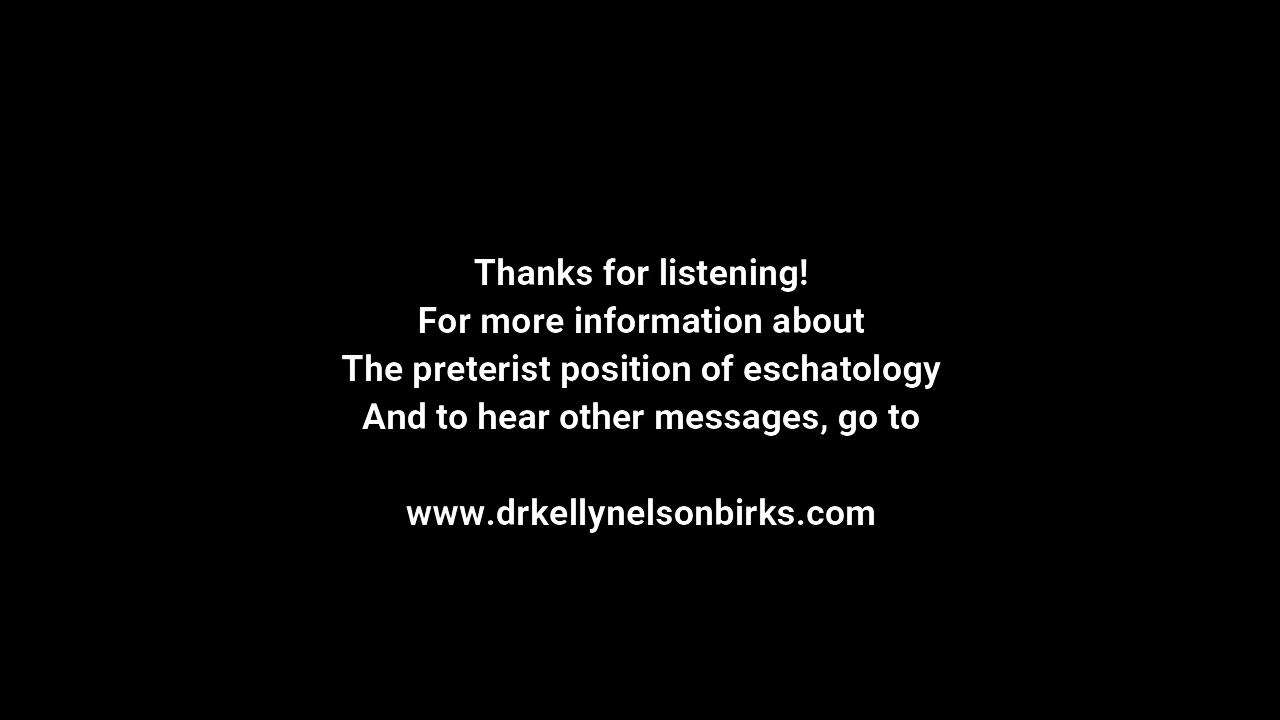 Thanks for listening!
For more information about
The preterist position of eschatology
And to hear other messages, go to
www.drkellynelsonbirks.com